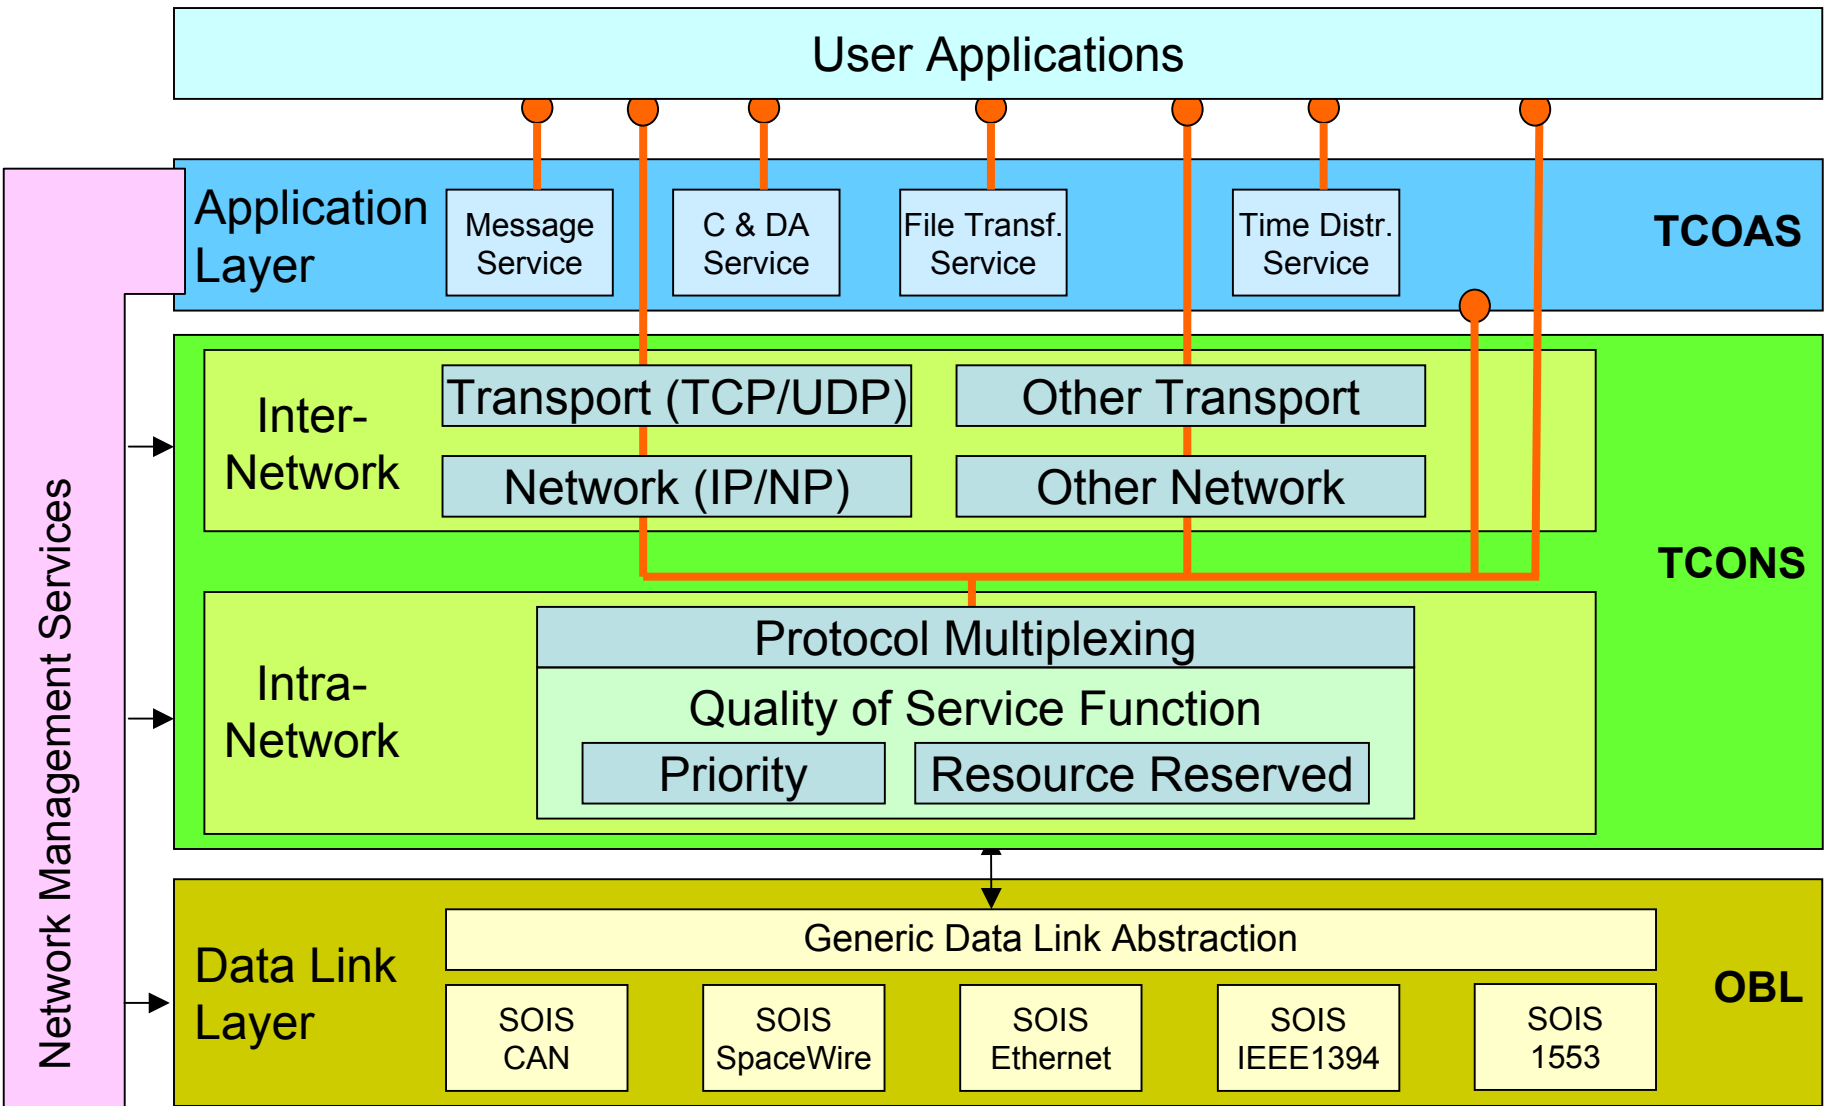 User Applications
Application
Layer
Message
Service
C & DA
Service
File Transf.
Service
Time Distr.
Service
TCOAS
Network Management Services
Inter-
Network
Transport (TCP/UDP)
Other Transport
Network (IP/NP)
Other Network
TCONS
Intra-
Network
Protocol Multiplexing
Quality of Service Function
Priority
Resource Reserved
Data Link
Layer
Generic Data Link Abstraction
OBL
SOIS
CAN
SOIS
SpaceWire
SOIS
Ethernet
SOIS
IEEE1394
SOIS
1553